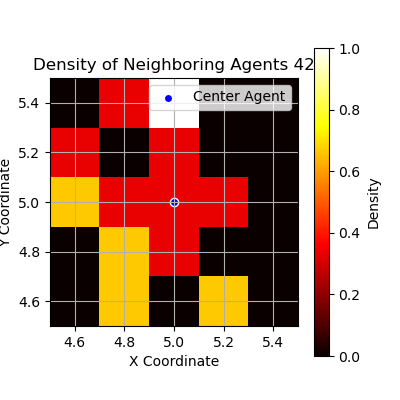 Density of Neighboring Agents 42
Center Agent
5.4
5.2
5.0
4.8
4.6
4.6 4.8 5.0 5.2 5.4
X Coordinate
Y Coordinate
1.0
0.8
0.6
0.4
0.2
0.0
Density